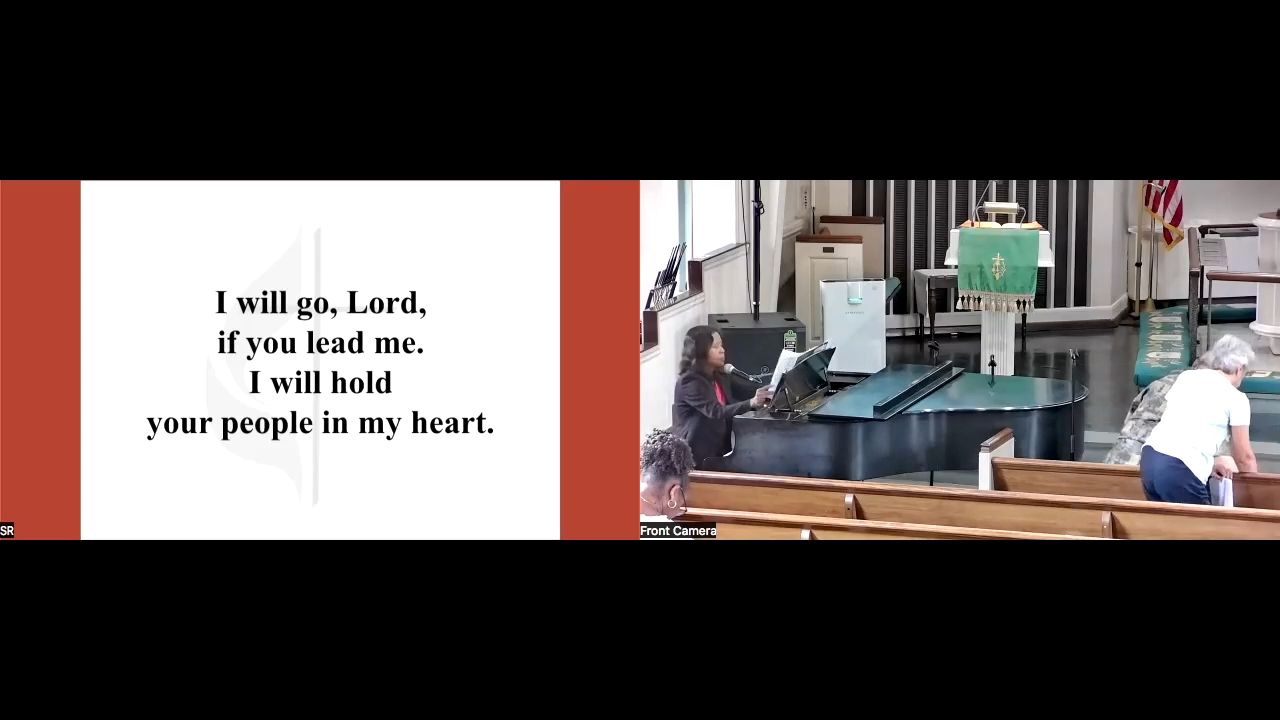 I will go, Lord,
if you lead me.
I will hold
your people in my heart.
SR
Front Camera